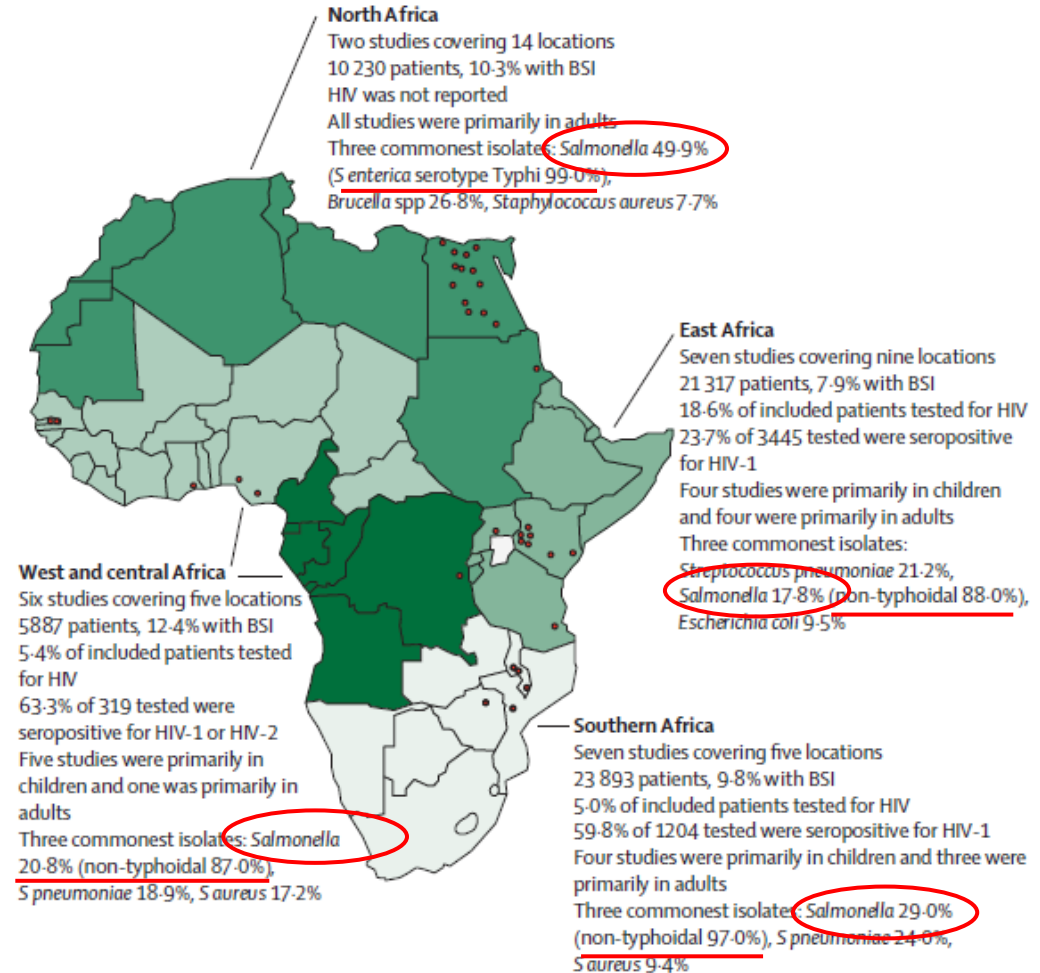 North Africa
Two studies covering 14 locations
10 230 patients, 10·3% with BSI
HIV was not reported
All studies were primarily in adults
Three commonest isolates: Salmonella 49·9%
(S enterica serotype Typhi 99·0%),
Brucella spp 26·8%, Staphylococcus aureus 7·7%
East Africa
Seven studies covering nine locations
21 317 patients, 7·9% with BSI
18·6% of included patients tested for HIV
23·7% of 3445 tested were seropositive
for HIV-1
Four studies were primarily in children
and four were primarily in adults
Three commonest isolates:
Streptococcus pneumoniae 21·2%,
Salmonella 17·8% (non-typhoidal 88·0%),
Escherichia coli 9·5%
West and central Africa
Six studies covering five locations
5887 patients, 12·4% with BSI
5·4% of included patients tested
for HIV
63·3% of 319 tested were
seropositive for HIV-1 or HIV-2
Five studies were primarily in
children and one was primarily in
adults
Three commonest isolates: Salmonella
20·8% (non-typhoidal 87·0%),
S pneumoniae 18·9%, S aureus 17·2%
Southern Africa
Seven studies covering five locations
23 893 patients, 9·8% with BSI
5·0% of included patients tested for HIV
59·8% of 1204 tested were seropositive for HIV-1
Four studies were primarily in children and three were
primarily in adults
Three commonest isolates: Salmonella 29·0%
(non-typhoidal 97·0%), S pneumoniae 24·0%,
S aureus 9·4%